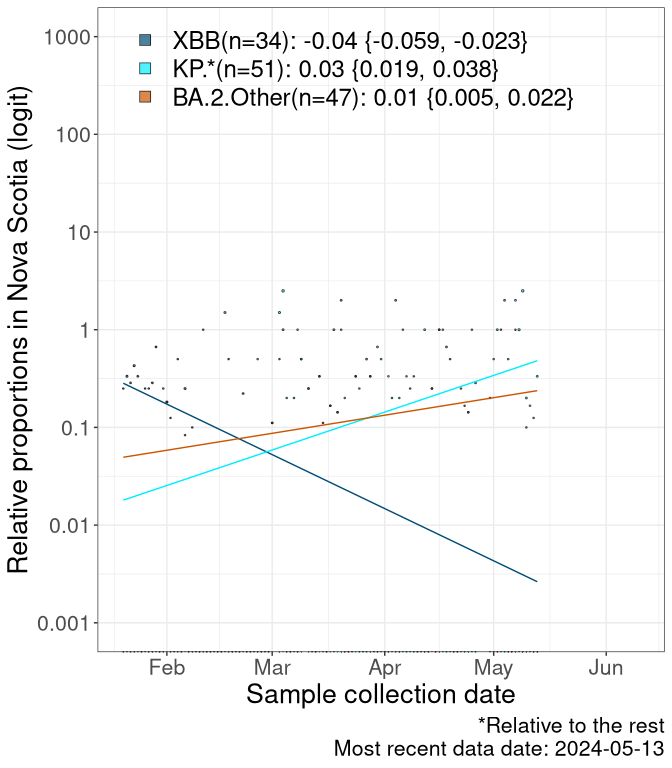 Relative proportions in Nova Scotia (logit)
XBB(n=34): -0.04 {-0.059, -0.023}
KP.*(n=51): 0.03 {0.019, 0.038}
BA.2.Other(n=47): 0.01 {0.005, 0.022}
1000
100
10
1
0.1
0.01
0.001
Feb Mar Apr May Jun
Sample collection date
*Relative to the rest
Most recent data date: 2024-05-13